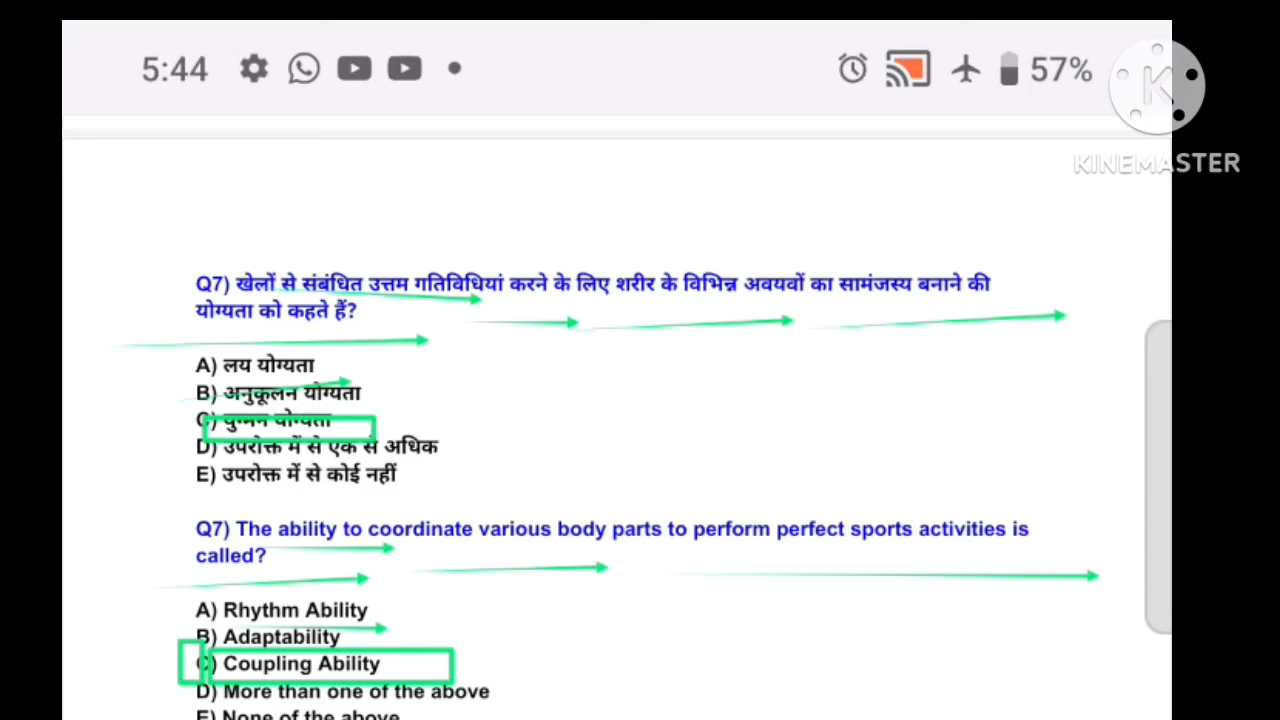 5:44
57%
KINEMASTER
Q7) खेलों से संबंधित उत्तम गतिविधियां करने के लिए शरीर के विभिन्न अवयवों का सामंजस्य बनाने की
योग्यता को कहते हैं?
A) लय योग्यता
B) अनुकूलन योग्यता
C) युग्मन योग्यता
D) उपरोक्त में से एक से अधिक
E) उपरोक्त में से कोई नहीं
Q7) The ability to coordinate various body parts to perform perfect sports activities is
called?
A) Rhythm Ability
B) Adaptability
C) Coupling Ability
D) More than one of the above
E) None of the above